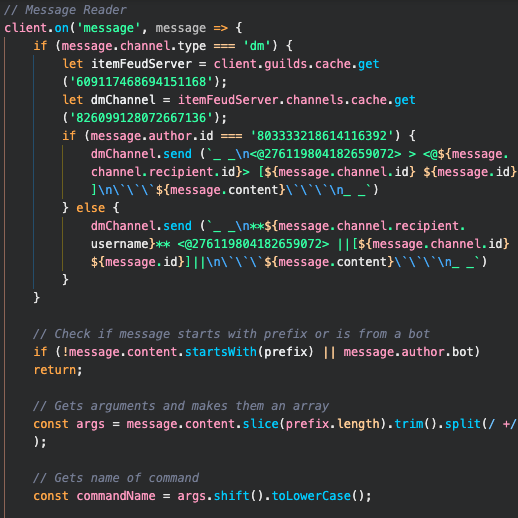 // Message Reader
client.on('message', message => {
if (message.channel.type === 'dm') {
let itemFeudServer = client.guilds.cache.get
('609117468694151168');
let dmChannel = itemFeudServer.channels.cache.get
('826099128072667136');
if (message.author.id === '803333218614116392') {
dmChannel.send (`_ _\n<@276119804182659072> > <@${message.
channel.recipient.id}> [${message.channel.id} ${message.id}
]\n\`\`\`${message.content}\`\`\`\n_ _`)
} else {
dmChannel.send (`_ _\n**${message.channel.recipient.
username}** <@276119804182659072> ||[${message.channel.id}
${message.id}]||\n\`\`\`${message.content}\`\`\`\n_ _`)
}
}
// Check if message starts with prefix or is from a bot
if (!message.content.startsWith(prefix) || message.author.bot)
return;
// Gets arguments and makes them an array
const args = message.content.slice(prefix.length).trim().split(/ +/
);
// Gets name of command
const commandName = args.shift().toLowerCase();